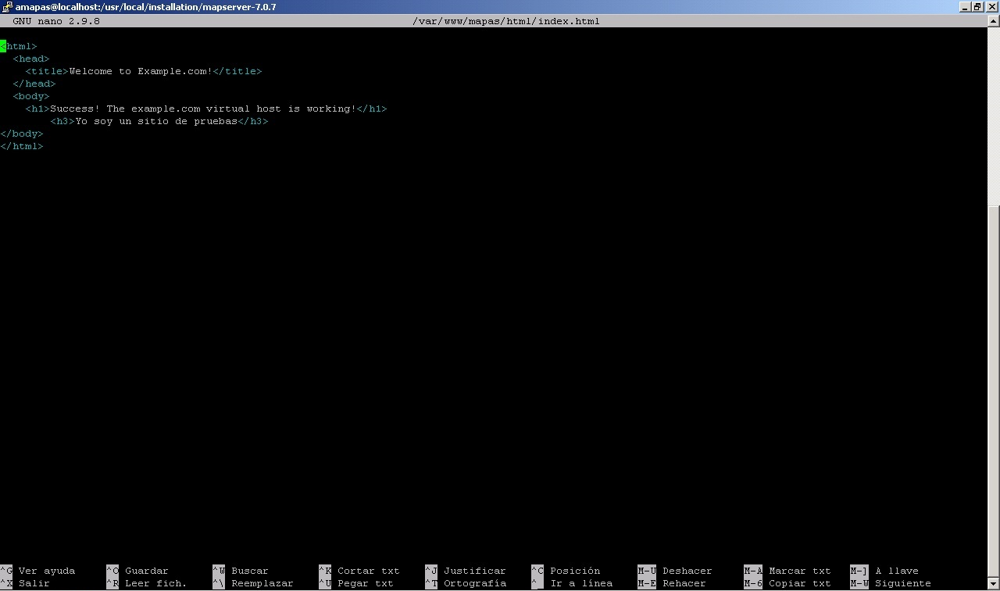 amapas@localhost:/usr/local/installation/mapserver-7.0.7
GNU nano 2.9.8 /var/www/mapas/html/index.html
<html>
  <head>
    <title>Welcome to Example.com!</title>
  </head>
  <body>
    <h1>Success! The example.com virtual host is working!</h1>
        <h3>Yo soy un sitio de pruebas</h3>
</body>
</html>
^G Ver ayuda ^O Guardar ^W Buscar ^K Cortar txt ^J Justificar ^C Posición M-U Deshacer M-A Marcar txt M-] A llave
^X Salir ^R Leer fich. ^\ Reemplazar ^U Pegar txt ^T Ortografía ^_ Ir a línea M-E Rehacer M-6 Copiar txt M-W Siguiente